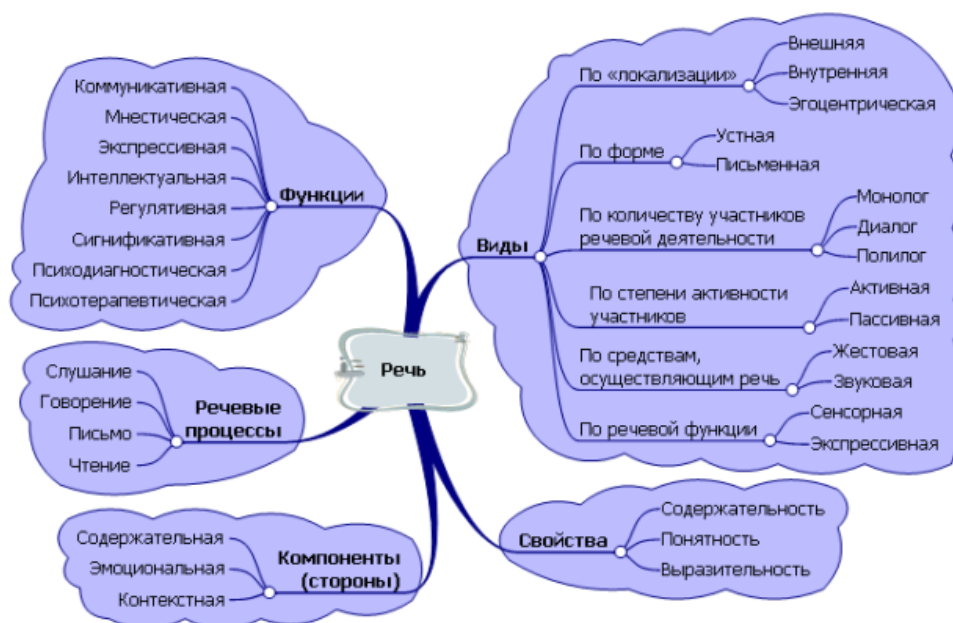 Коммуникативная
Мнестическая
Экспрессивная
Интеллектуальная
Регулятивная
Сигнификативная
Психодиагностическая
Психотерапевтическая
Функции
Слушание
Говорение
Письмо
Чтение
Речевые
процессы
Содержательная
Эмоциональная
Контекстная
Компоненты
(стороны)
Речь
Виды
По «локализации»
Внешняя
Внутренняя
Эгоцентрическая
По форме
Устная
Письменная
По количеству участников
речевой деятельности
Монолог
Диалог
Полилог
По степени активности
участников
Активная
Пассивная
По средствам,
осуществляющим речь
Жестовая
Звуковая
По речевой функции
Сенсорная
Экспрессивная
Свойства
Содержательность
Понятность
Выразительность